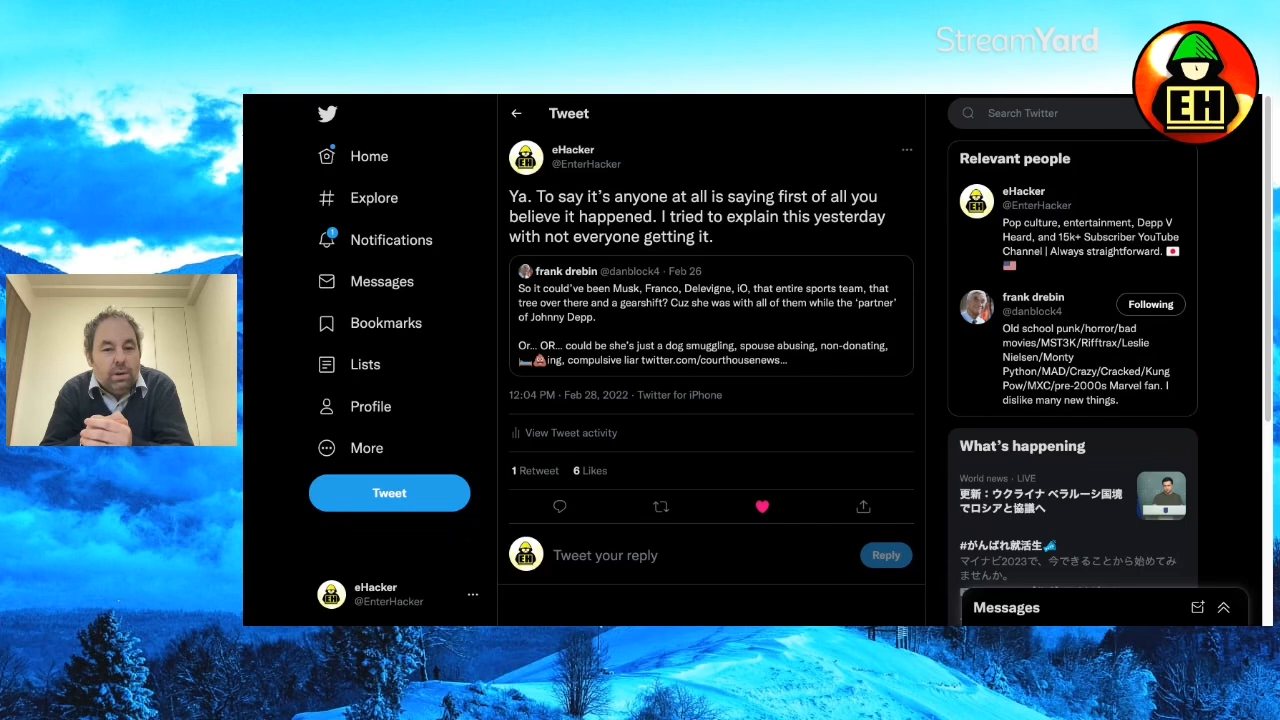 StreamYard
EH
Home
Explore
Notifications
1
Messages
Bookmarks
Lists
Profile
More
Tweet
eHacker
@EnterHacker
Tweet
eHacker
@EnterHacker
Ya. To say it's anyone at all is saying first of all you
believe it happened. I tried to explain this yesterday
with not everyone getting it.
frank drebin @danblock4 · Feb 26
So it could've been Musk, Franco, Delevigne, iO, that entire sports team, that
tree over there and a gearshift? Cuz she was with all of them while the 'partner'
of Johnny Depp.
Or... OR... could be she's just a dog smuggling, spouse abusing, non-donating,
🛏️💩ing, compulsive liar twitter.com/courthousenews...
12:04 PM · Feb 28, 2022 · Twitter for iPhone
View Tweet activity
1 Retweet 6 Likes
Tweet your reply
Reply
Search Twitter
Relevant people
eHacker
@EnterHacker
Pop culture, entertainment, Depp V
Heard, and 15k+ Subscriber YouTube
Channel | Always straightforward. 🇯🇵
🇺🇸
frank drebin
@danblock4
Following
Old school punk/horror/bad
movies/MST3K/Rifftrax/Leslie
Nielsen/Monty
Python/MAD/Crazy/Cracked/Kung
Pow/MXC/pre-2000s Marvel fan. I
dislike many new things.
What's happening
World news · LIVE
更新：ウクライナ ベラルーシ国境
でロシアと協議へ
#がんばれ就活生
マイナビ2023で、今できることから始めてみ
ませんか。
Messages